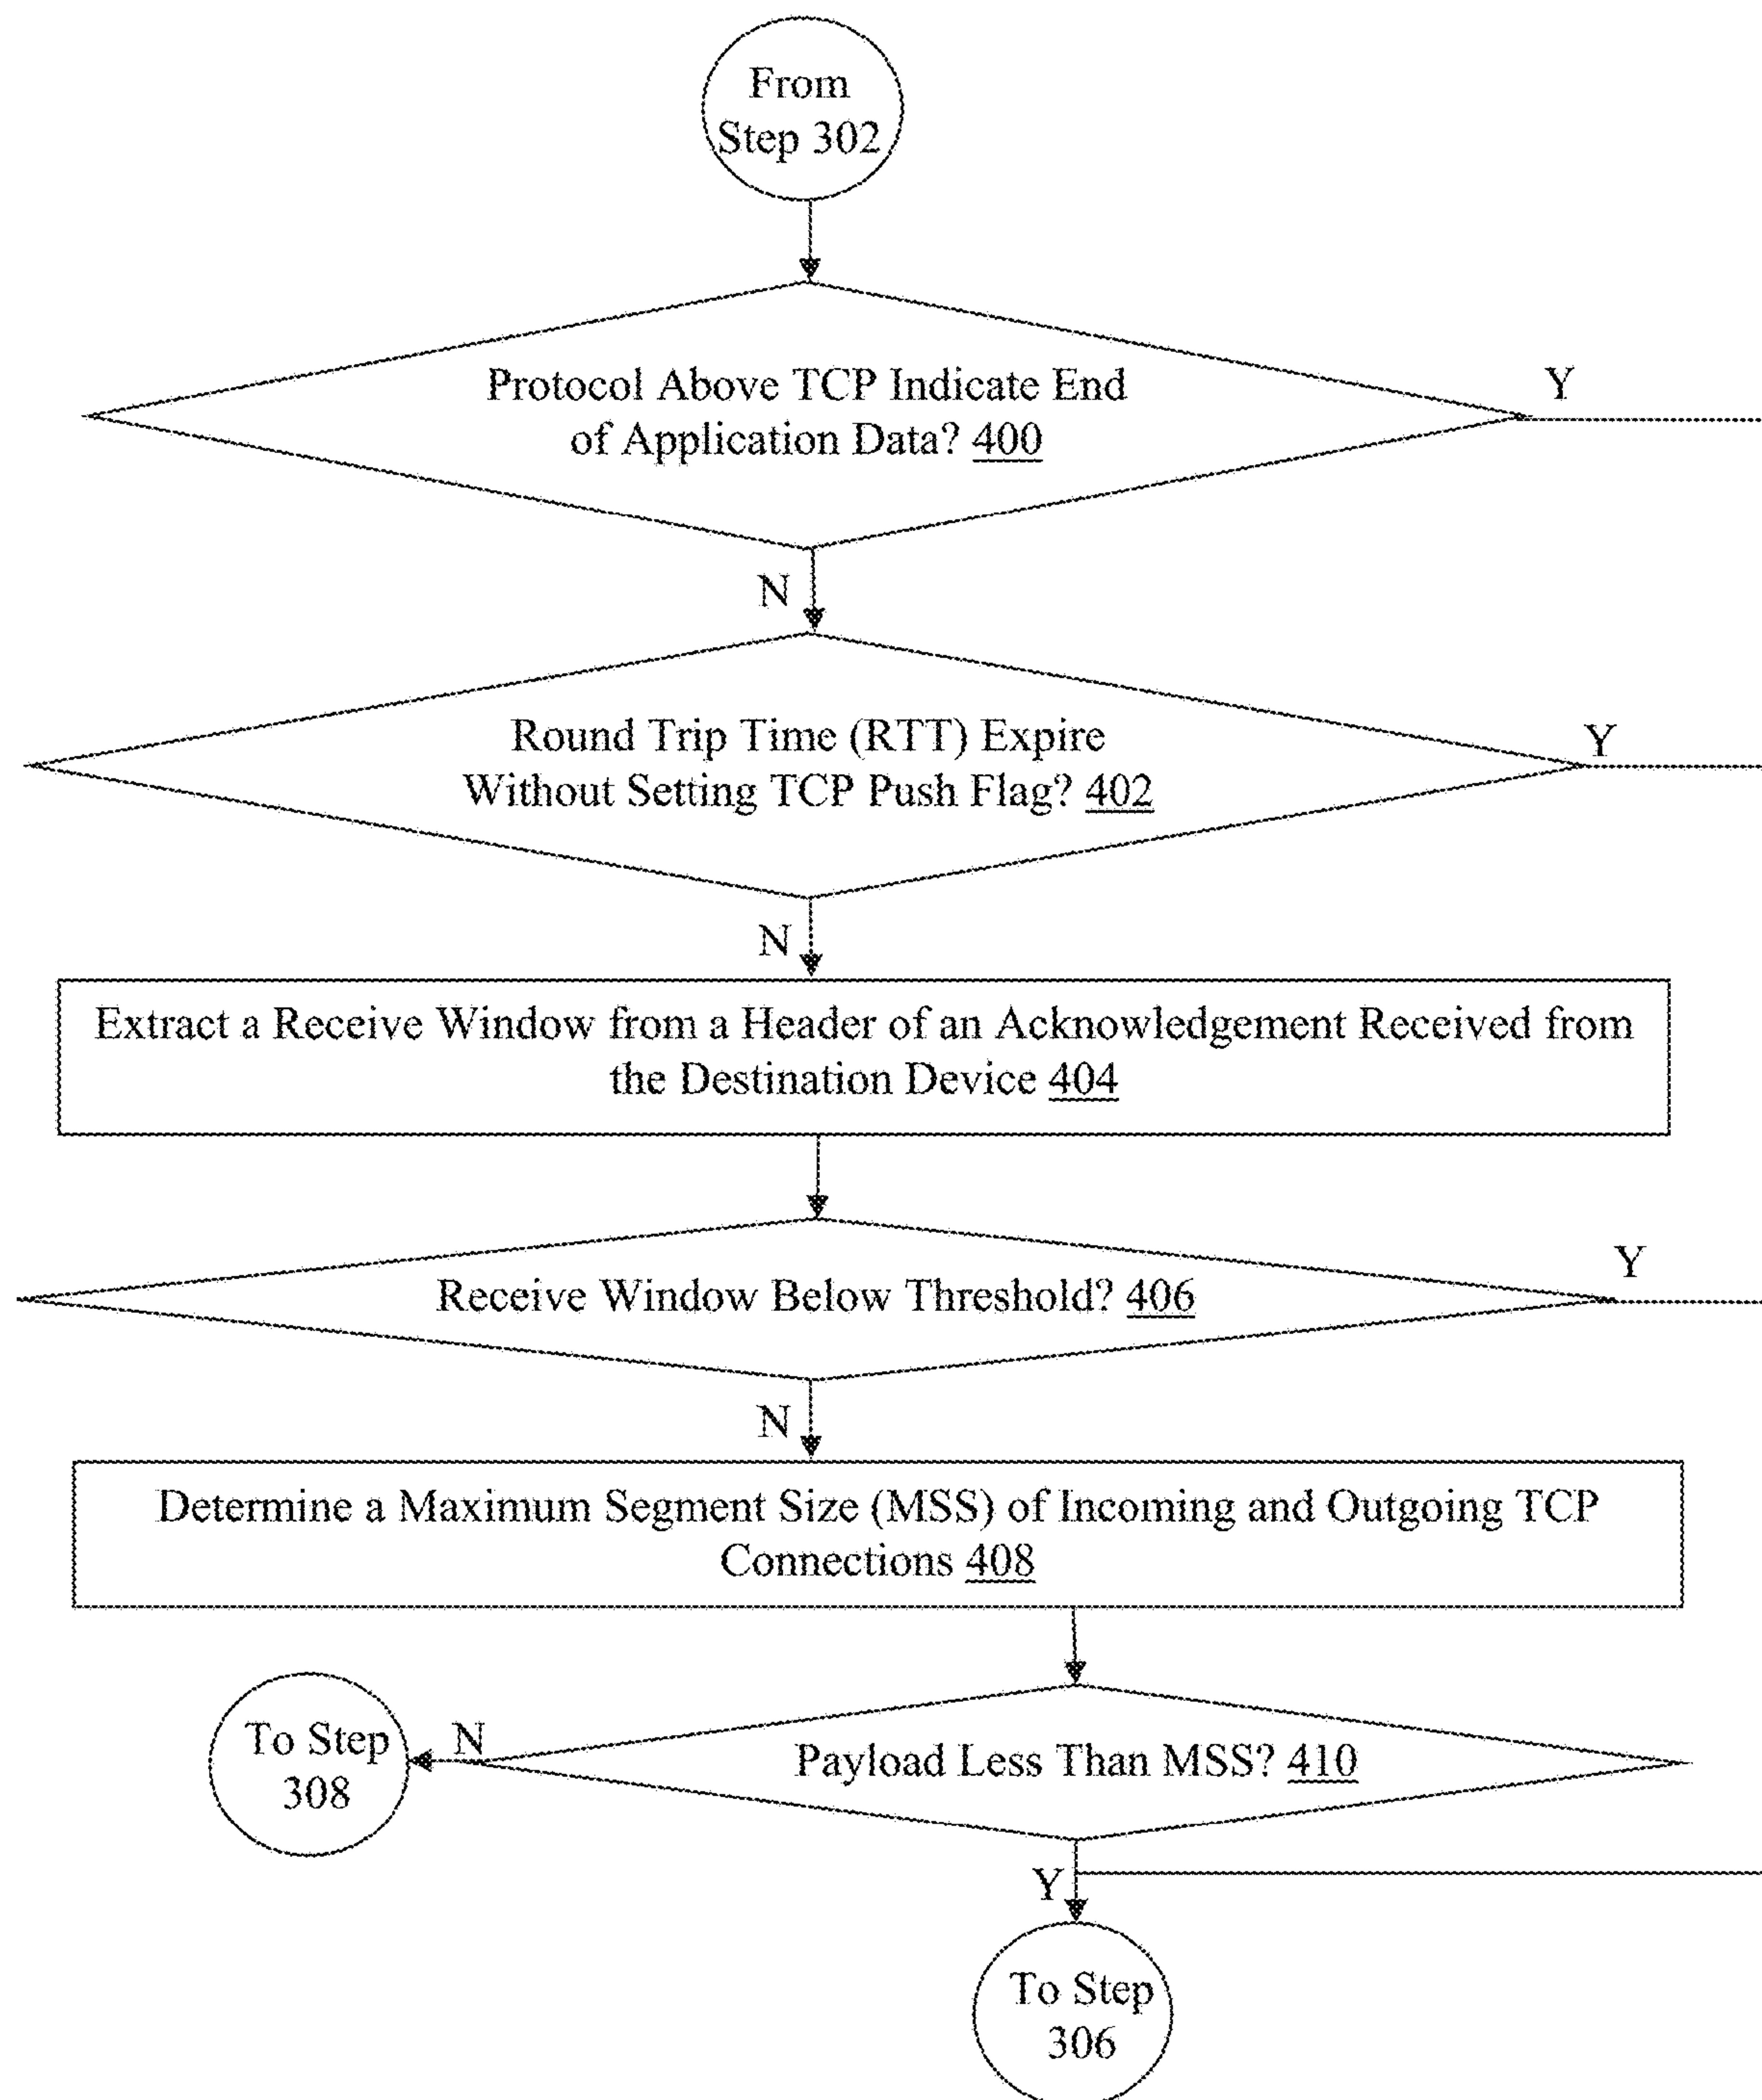 From
Step 302
Protocol Above TCP Indicate End
of Application Data? 400
Y
N
Round Trip Time (RTT) Expire
Without Setting TCP Push Flag? 402
Y
N
Extract a Receive Window from a Header of an Acknowledgement Received from
the Destination Device 404
Receive Window Below Threshold? 406
Y
N
Determine a Maximum Segment Size (MSS) of Incoming and Outgoing TCP
Connections 408
To Step
308
N
Payload Less Than MSS? 410
Y
To Step
306